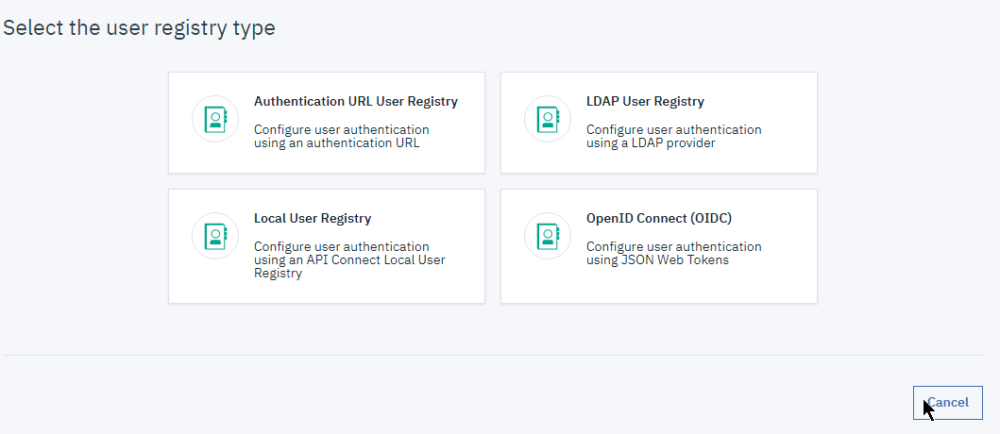 Select the user registry type
Authentication URL User Registry
Configure user authentication
using an authentication URL
LDAP User Registry
Configure user authentication
using a LDAP provider
Local User Registry
Configure user authentication
using an API Connect Local User
Registry
OpenID Connect (OIDC)
Configure user authentication
using JSON Web Tokens
Cancel